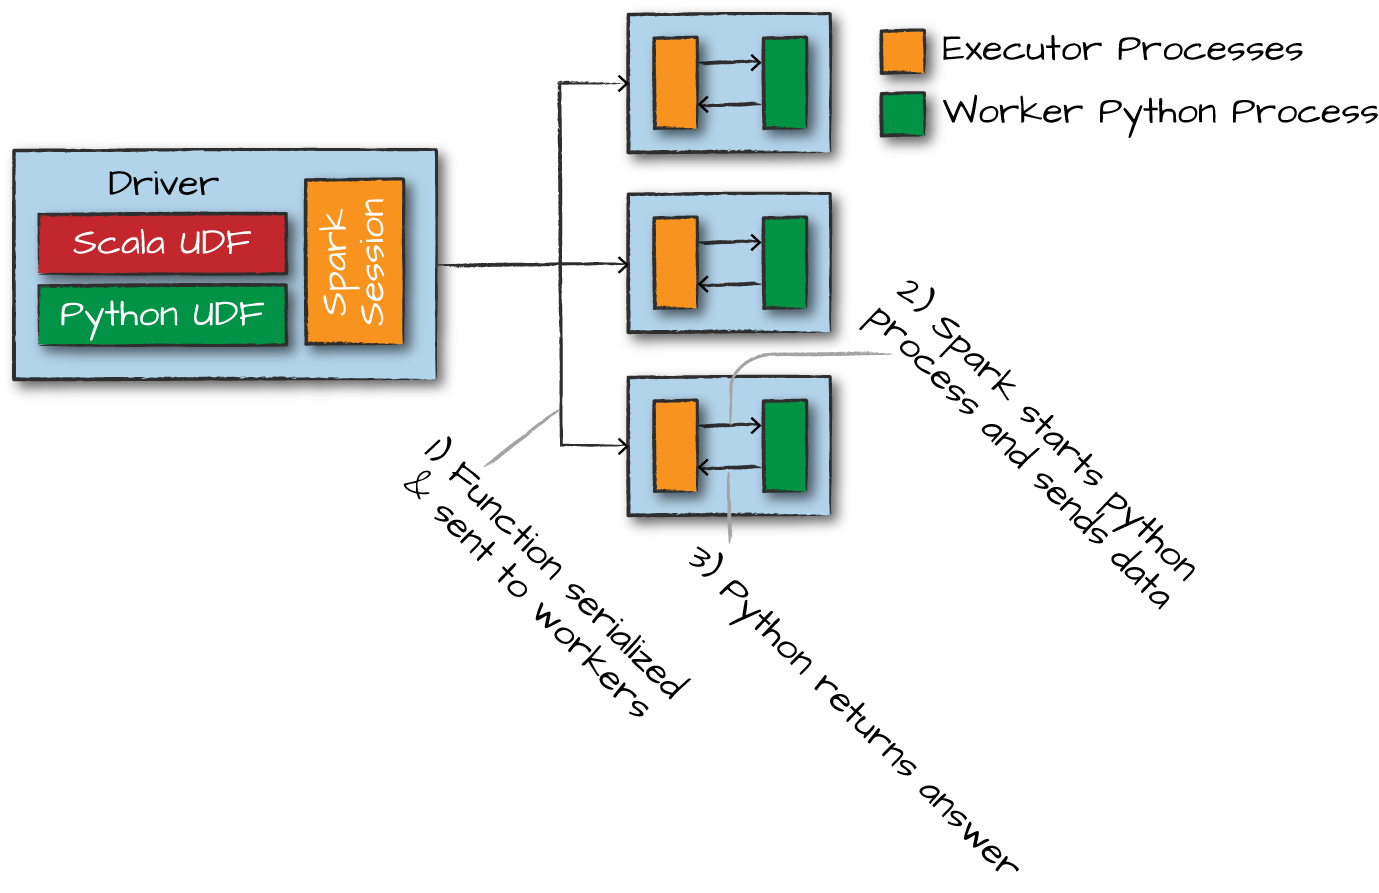 Executor Processes
Worker Python Process
Driver
Scala UDF
Python UDF
Spark
Session
1) Function serialized
& sent to workers
2) Spark starts Python
process and sends data
3) Python returns answer